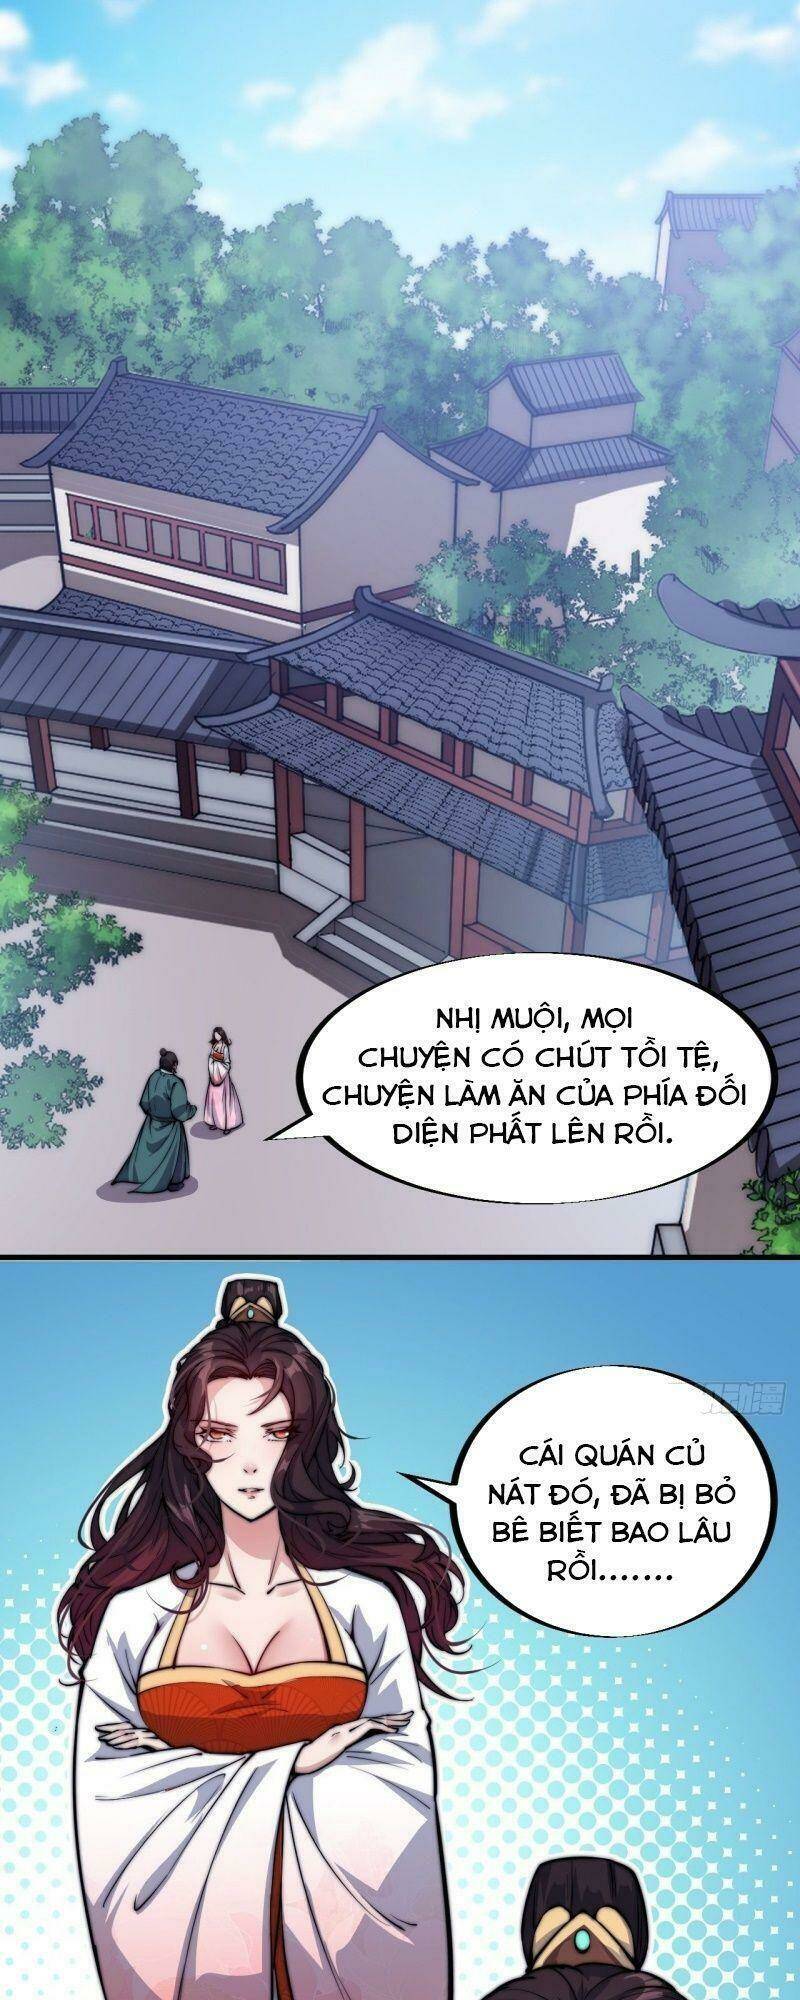 NHỊ MUỘI, MỌI
CHUYỆN CÓ CHÚT TỒI TỆ,
CHUYỆN LÀM ĂN CỦA PHÍA ĐỐI
DIỆN PHẤT LÊN RỒI.
CÁI QUÁN CỦ
NÁT ĐÓ, ĐÃ BỊ BỎ
BÊ BIẾT BAO LÂU
RỒI.......